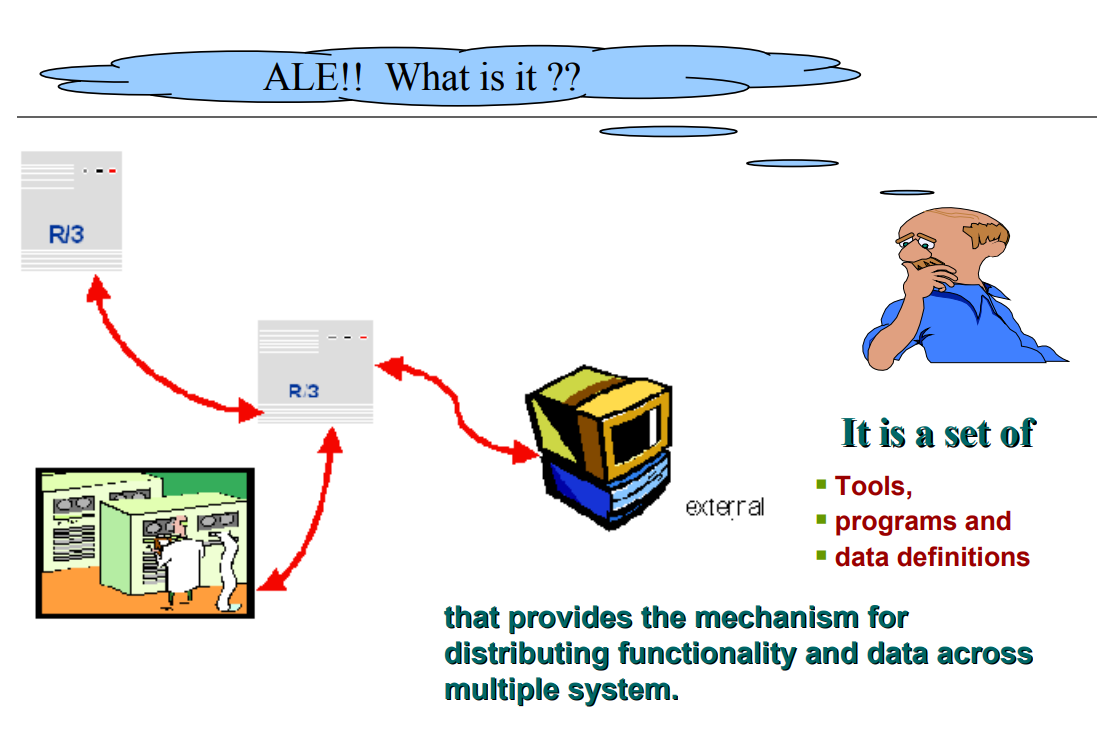 ALE!! What is it ??
R/3
R/3
external
It is a set of
Tools,
programs and
data definitions
that provides the mechanism for
distributing functionality and data across
multiple system.